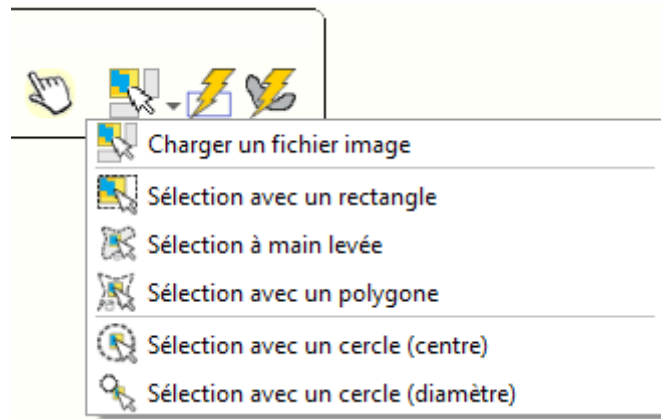 Charger un fichier image
Sélection avec un rectangle
Sélection à main levée
Sélection avec un polygone
Sélection avec un cercle (centre)
Sélection avec un cercle (diamètre)